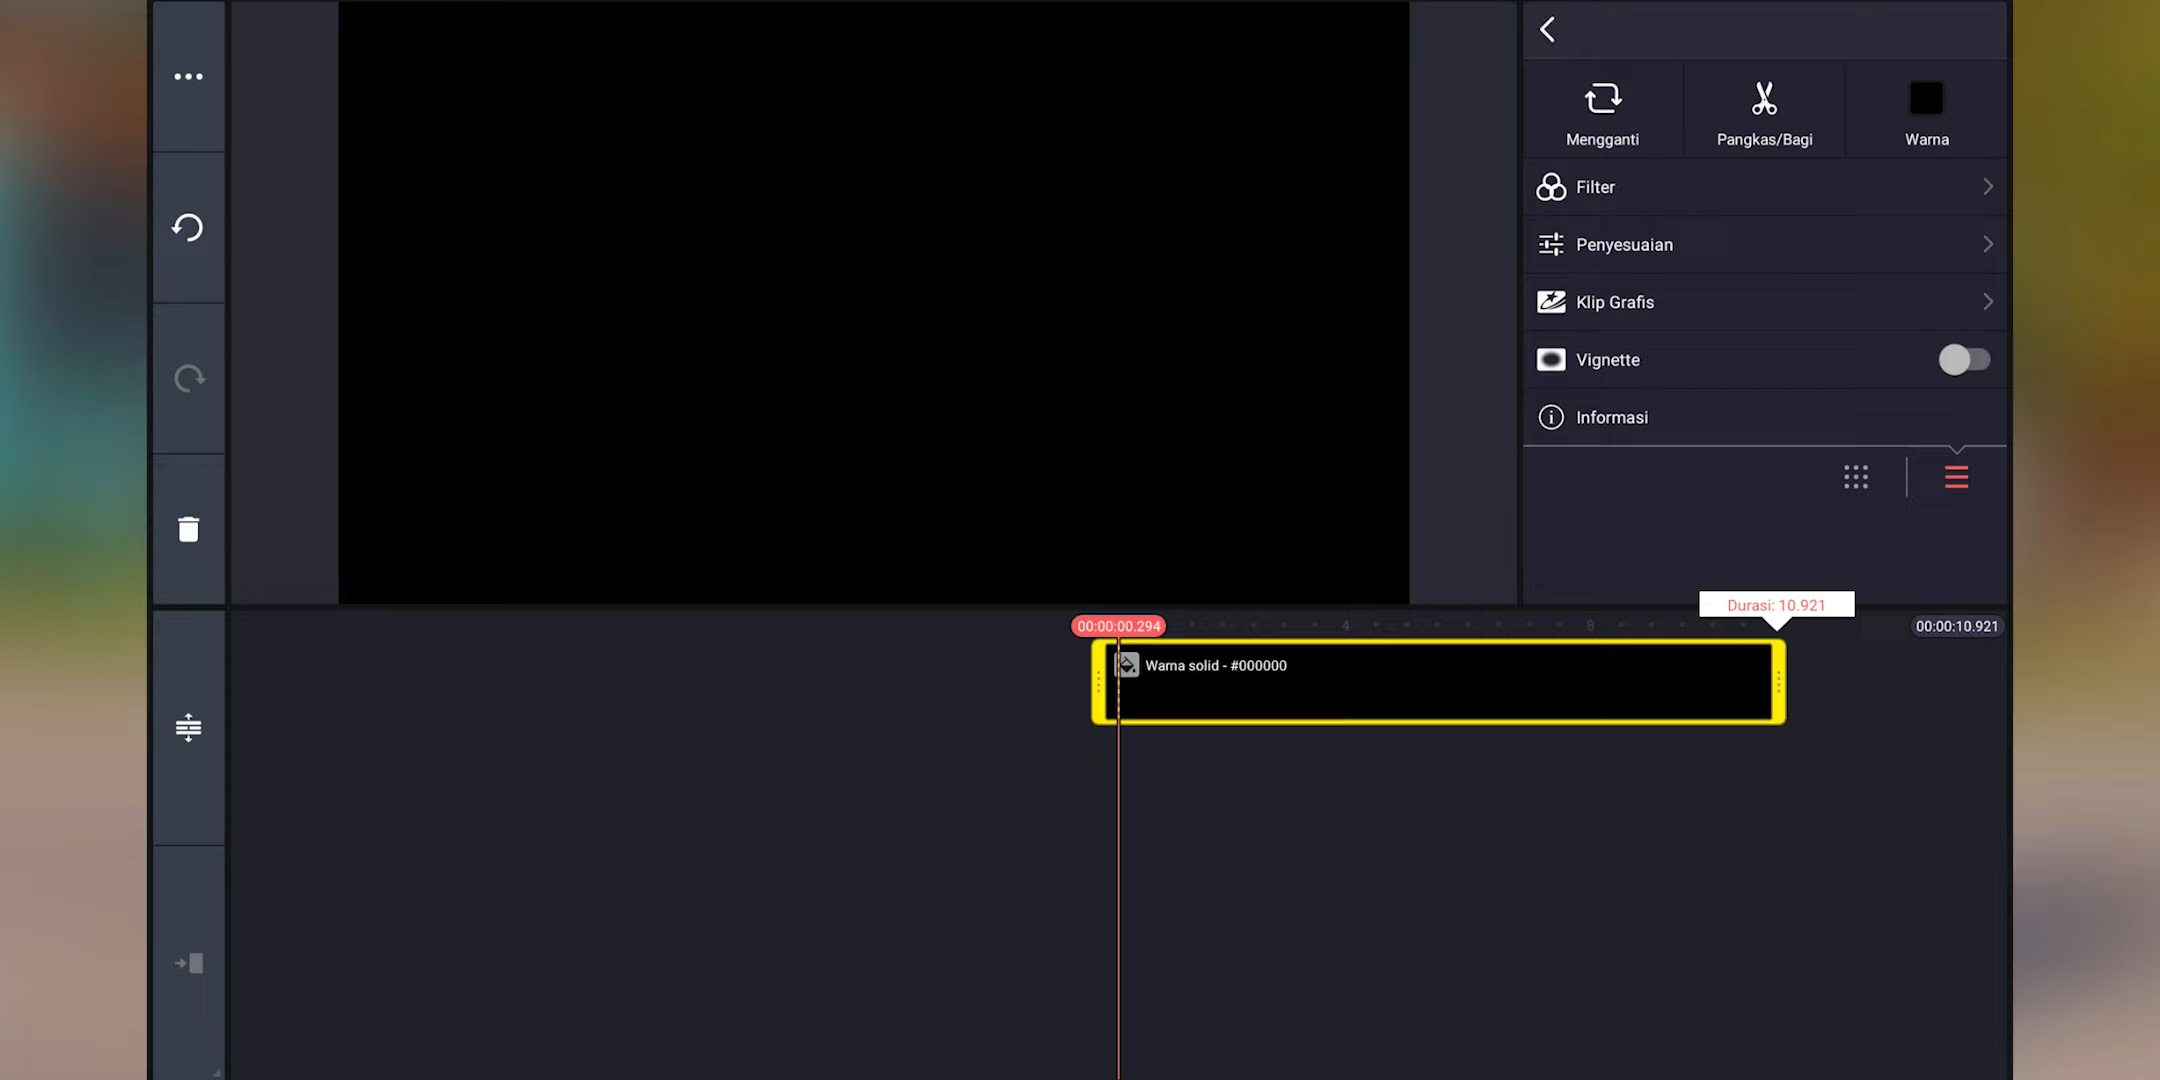 Mengganti
Pangkas/Bagi
Warna
Filter
Penyesuaian
Klip Grafis
Vignette
Informasi
Durasi: 10.921
00:00:00.294
4
8
00:00:10.921
Warna solid - #000000